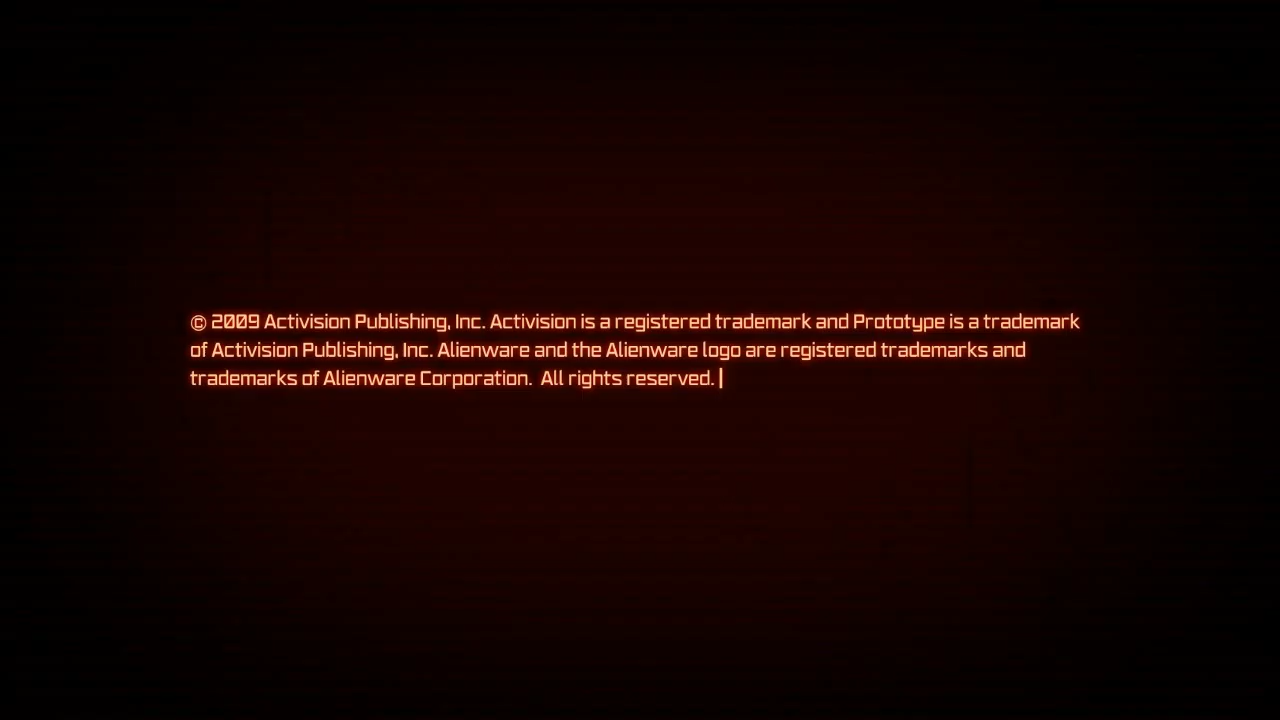 © 2009 Activision Publishing, Inc. Activision is a registered trademark and Prototype is a trademark
of Activision Publishing, Inc. Alienware and the Alienware logo are registered trademarks and
trademarks of Alienware Corporation.  All rights reserved.